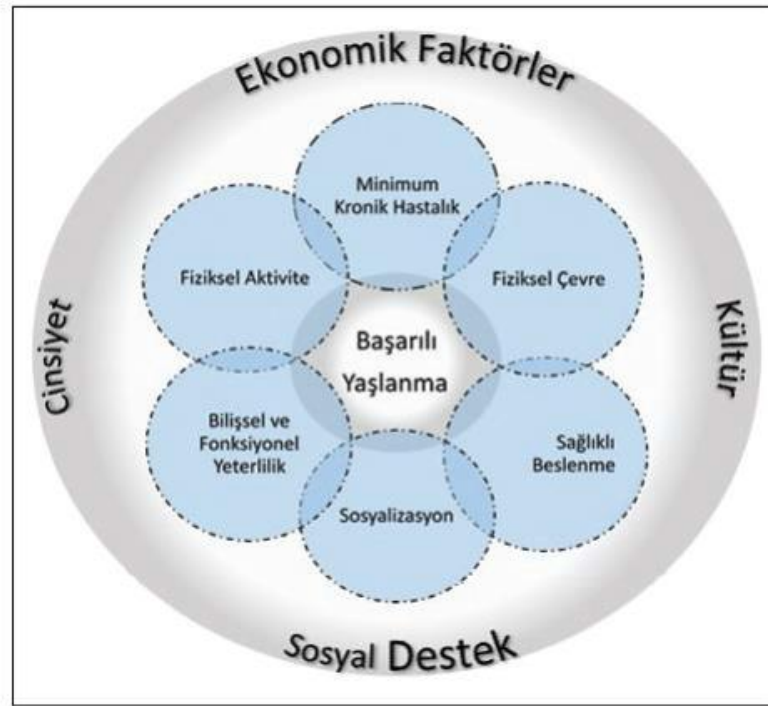 Ekonomik Faktörler
Minimum
Kronik Hastalık
Fiziksel Aktivite
Fiziksel Çevre
Cinsiyet
Başarılı
Yaşlanma
Kültür
Bilişsel ve
Fonksiyonel
Yeterlilik
Sağlıklı
Beslenme
Sosyalizasyon
Sosyal Destek